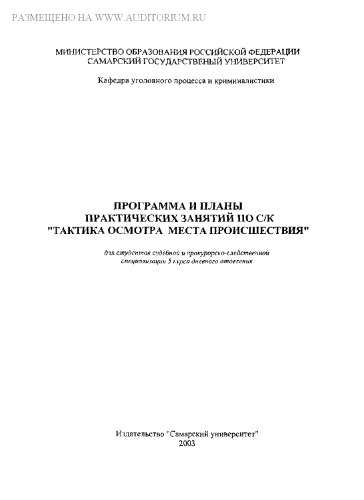 РАЗМЕЩЕНО НА WWW.AUDITORIUM.RU
МИНИСТЕРСТВО ОБРАЗОВАНИЯ РОССИЙСКОЙ ФЕДЕРАЦИИ
САМАРСКИЙ ГОСУДАРСТВЕНЫЙ УНИВЕРСИТЕТ
Кафедра уголовного процесса и криминалистики
ПРОГРАММА И ПЛАНЫ
ПРАКТИЧЕСКИХ ЗАНЯТИЙ ПО С/К
"ТАКТИКА ОСМОТРА МЕСТА ПРОИСШЕСТВИЯ"
для студентов судебной и прокурорско-следственной
специализации 5 курса дневного отделения
Издательство "Самарский университет"
2003